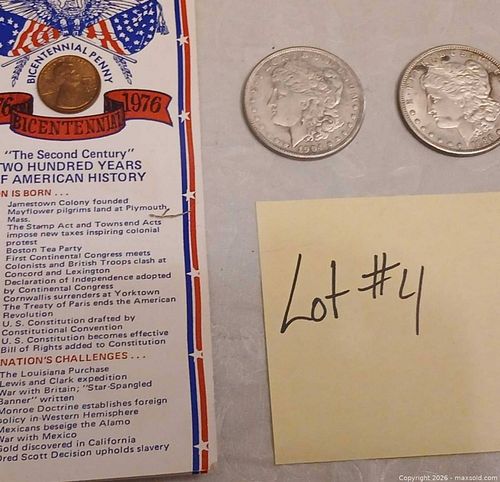 BICENTENNIAL PENNY
76 1976
BICENTENNIAL
"The Second Century"
TWO HUNDRED YEARS
OF AMERICAN HISTORY
N IS BORN . . .
Jamestown Colony founded
Mayflower pilgrims land at Plymouth,
Mass.
The Stamp Act and Townsend Acts
impose new taxes inspiring colonial
protest
Boston Tea Party
First Continental Congress meets
Colonists and British Troops clash at
Concord and Lexington
Declaration of Independence adopted
by Continental Congress
Cornwallis surrenders at Yorktown
The Treaty of Paris ends the American
Revolution
U. S. Constitution drafted by
Constitutional Convention
U. S. Constitution becomes effective
Bill of Rights added to Constitution
NATION'S CHALLENGES . . .
The Louisiana Purchase
Lewis and Clark expedition
War with Britain; "Star-Spangled
Banner" written
Monroe Doctrine establishes foreign
policy in Western Hemisphere
Mexicans beseige the Alamo
War with Mexico
Gold discovered in California
Dred Scott Decision upholds slavery
Lot #4
Copyright 2026 - maxsold.com